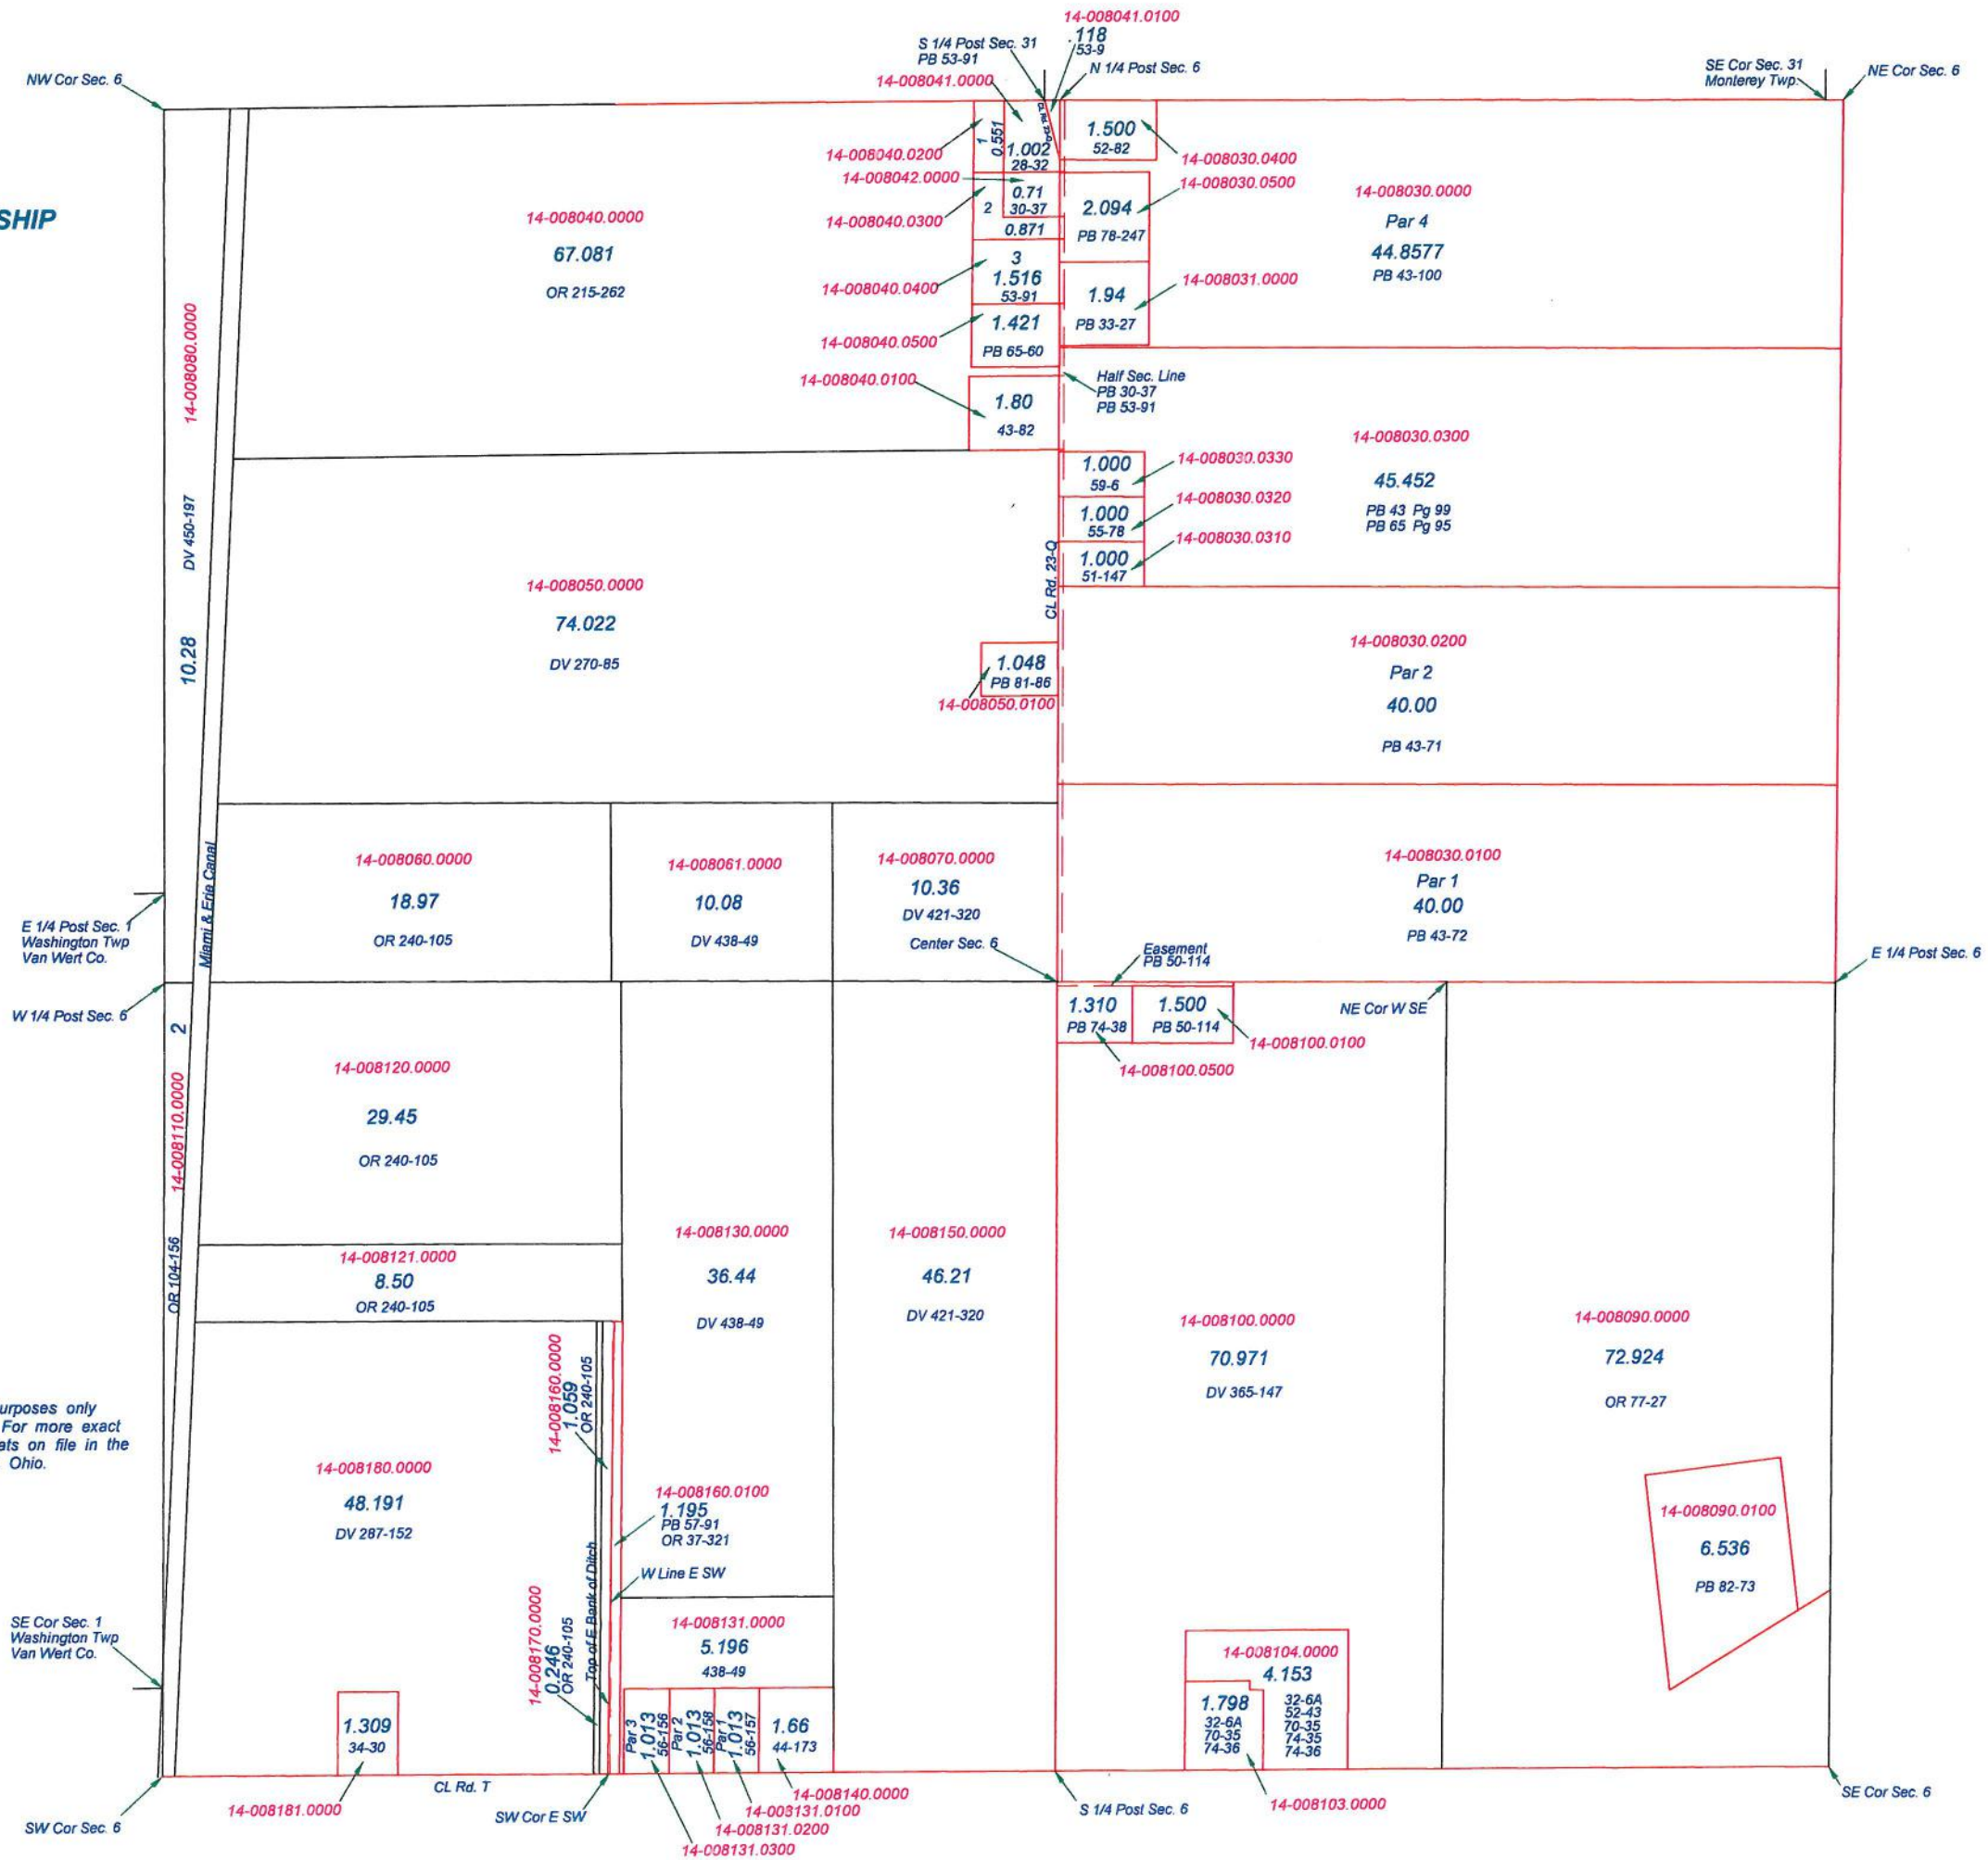 14-008041.0100
.118
53-9
S 1/4 Post Sec. 31
PB 53-91
N 1/4 Post Sec. 6
NW Cor Sec. 6
14-008041.0000
SE Cor Sec. 31
Monterey Twp.
NE Cor Sec. 6
SHIP
14-008040.0200
1
0.551
1.002
28-32
1.500
52-82
14-008030.0400
14-008042.0000
14-008030.0500
14-008040.0000
67.081
OR 215-262
14-008040.0300
2
0.71
30-37
0.871
2.094
PB 78-247
14-008030.0000
Par 4
44.8577
PB 43-100
14-008040.0400
3
1.516
53-91
1.94
PB 33-27
14-008031.0000
14-008040.0500
1.421
PB 65-60
14-008040.0100
1.80
43-82
Half Sec. Line
PB 30-37
PB 53-91
14-008080.0000
DV 450-197
10.28
Miami & Erie Canal
14-008030.0300
45.452
PB 43 Pg 99
PB 65 Pg 95
1.000
59-6
14-008030.0330
1.000
55-78
14-008030.0320
1.000
51-147
14-008030.0310
CL Rd. 23-Q
14-008050.0000
74.022
DV 270-85
1.048
PB 81-86
14-008050.0100
14-008030.0200
Par 2
40.00
PB 43-71
14-008060.0000
18.97
OR 240-105
14-008061.0000
10.08
DV 438-49
14-008070.0000
10.36
DV 421-320
Center Sec. 6
14-008030.0100
Par 1
40.00
PB 43-72
E 1/4 Post Sec. 1
Washington Twp
Van Wert Co.
Easement
PB 50-114
E 1/4 Post Sec. 6
W 1/4 Post Sec. 6
1.310
PB 74-38
1.500
PB 50-114
NE Cor W SE
14-008100.0100
14-008100.0500
2
14-008110.0000
OR 104-156
14-008120.0000
29.45
OR 240-105
14-008121.0000
8.50
OR 240-105
14-008130.0000
36.44
DV 438-49
14-008150.0000
46.21
DV 421-320
14-008100.0000
70.971
DV 365-147
14-008090.0000
72.924
OR 77-27
14-008160.0000
1.059
OR 240-105
urposes only
For more exact
ats on file in the
Ohio.
14-008180.0000
48.191
DV 287-152
14-008160.0100
1.195
PB 57-91
OR 37-321
W Line E SW
14-008090.0100
6.536
PB 82-73
14-008170.0000
0.246
OR 240-105
Top of E Bank of Ditch
14-008131.0000
5.196
438-49
SE Cor Sec. 1
Washington Twp
Van Wert Co.
14-008104.0000
4.153
32-6A
52-43
70-35
74-35
74-36
1.798
32-6A
70-35
74-36
1.309
34-30
Par 3
1.013
56-156
Par 2
1.013
56-158
Par 1
1.013
56-157
1.66
44-173
CL Rd. T
14-008181.0000
SW Cor Sec. 6
SW Cor E SW
14-008140.0000
14-008131.0100
14-008131.0200
14-008131.0300
S 1/4 Post Sec. 6
14-008103.0000
SE Cor Sec. 6